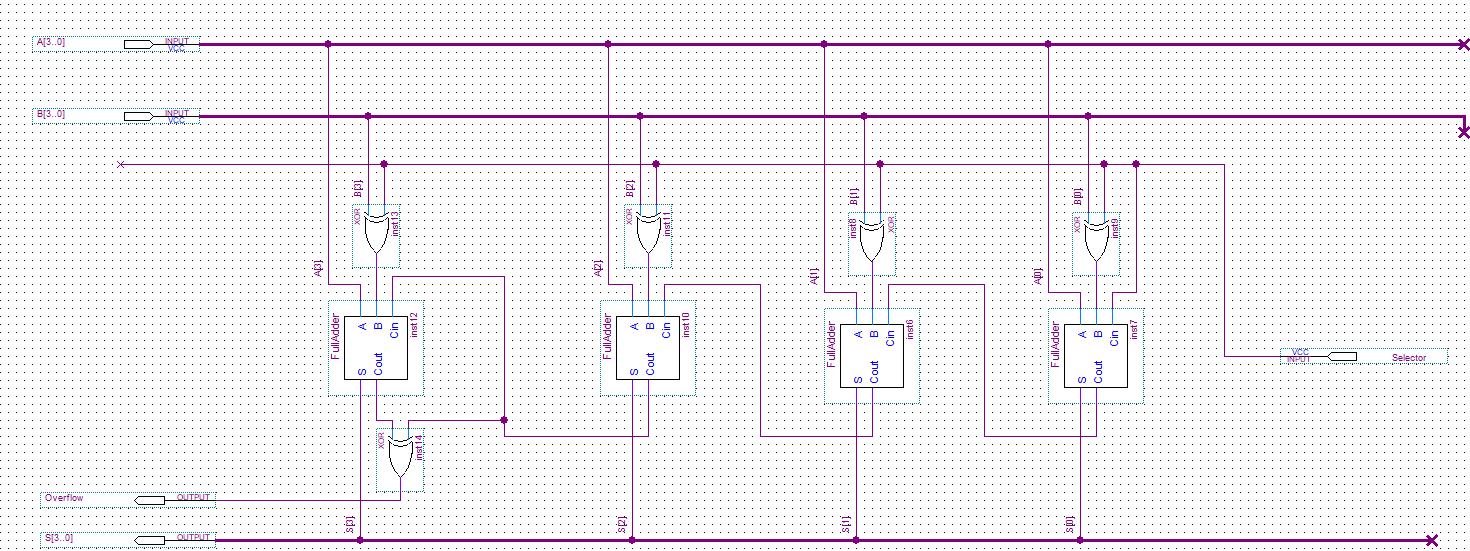 A[3..0]
INPUT
VCC
B[3..0]
INPUT
VCC
B[3]
B[2]
B[1]
B[0]
XOR
inst13
XOR
inst11
inst8
XOR
XOR
inst9
A[3]
A[2]
A[1]
A[0]
FullAdder
A
B
Cin
S
Cout
inst12
FullAdder
A
B
Cin
S
Cout
inst10
FullAdder
A
B
Cin
S
Cout
inst6
FullAdder
A
B
Cin
S
Cout
inst7
VCC
INPUT
Selector
XOR
inst14
Overflow
OUTPUT
S[3]
S[2]
S[1]
S[0]
S[3..0]
OUTPUT